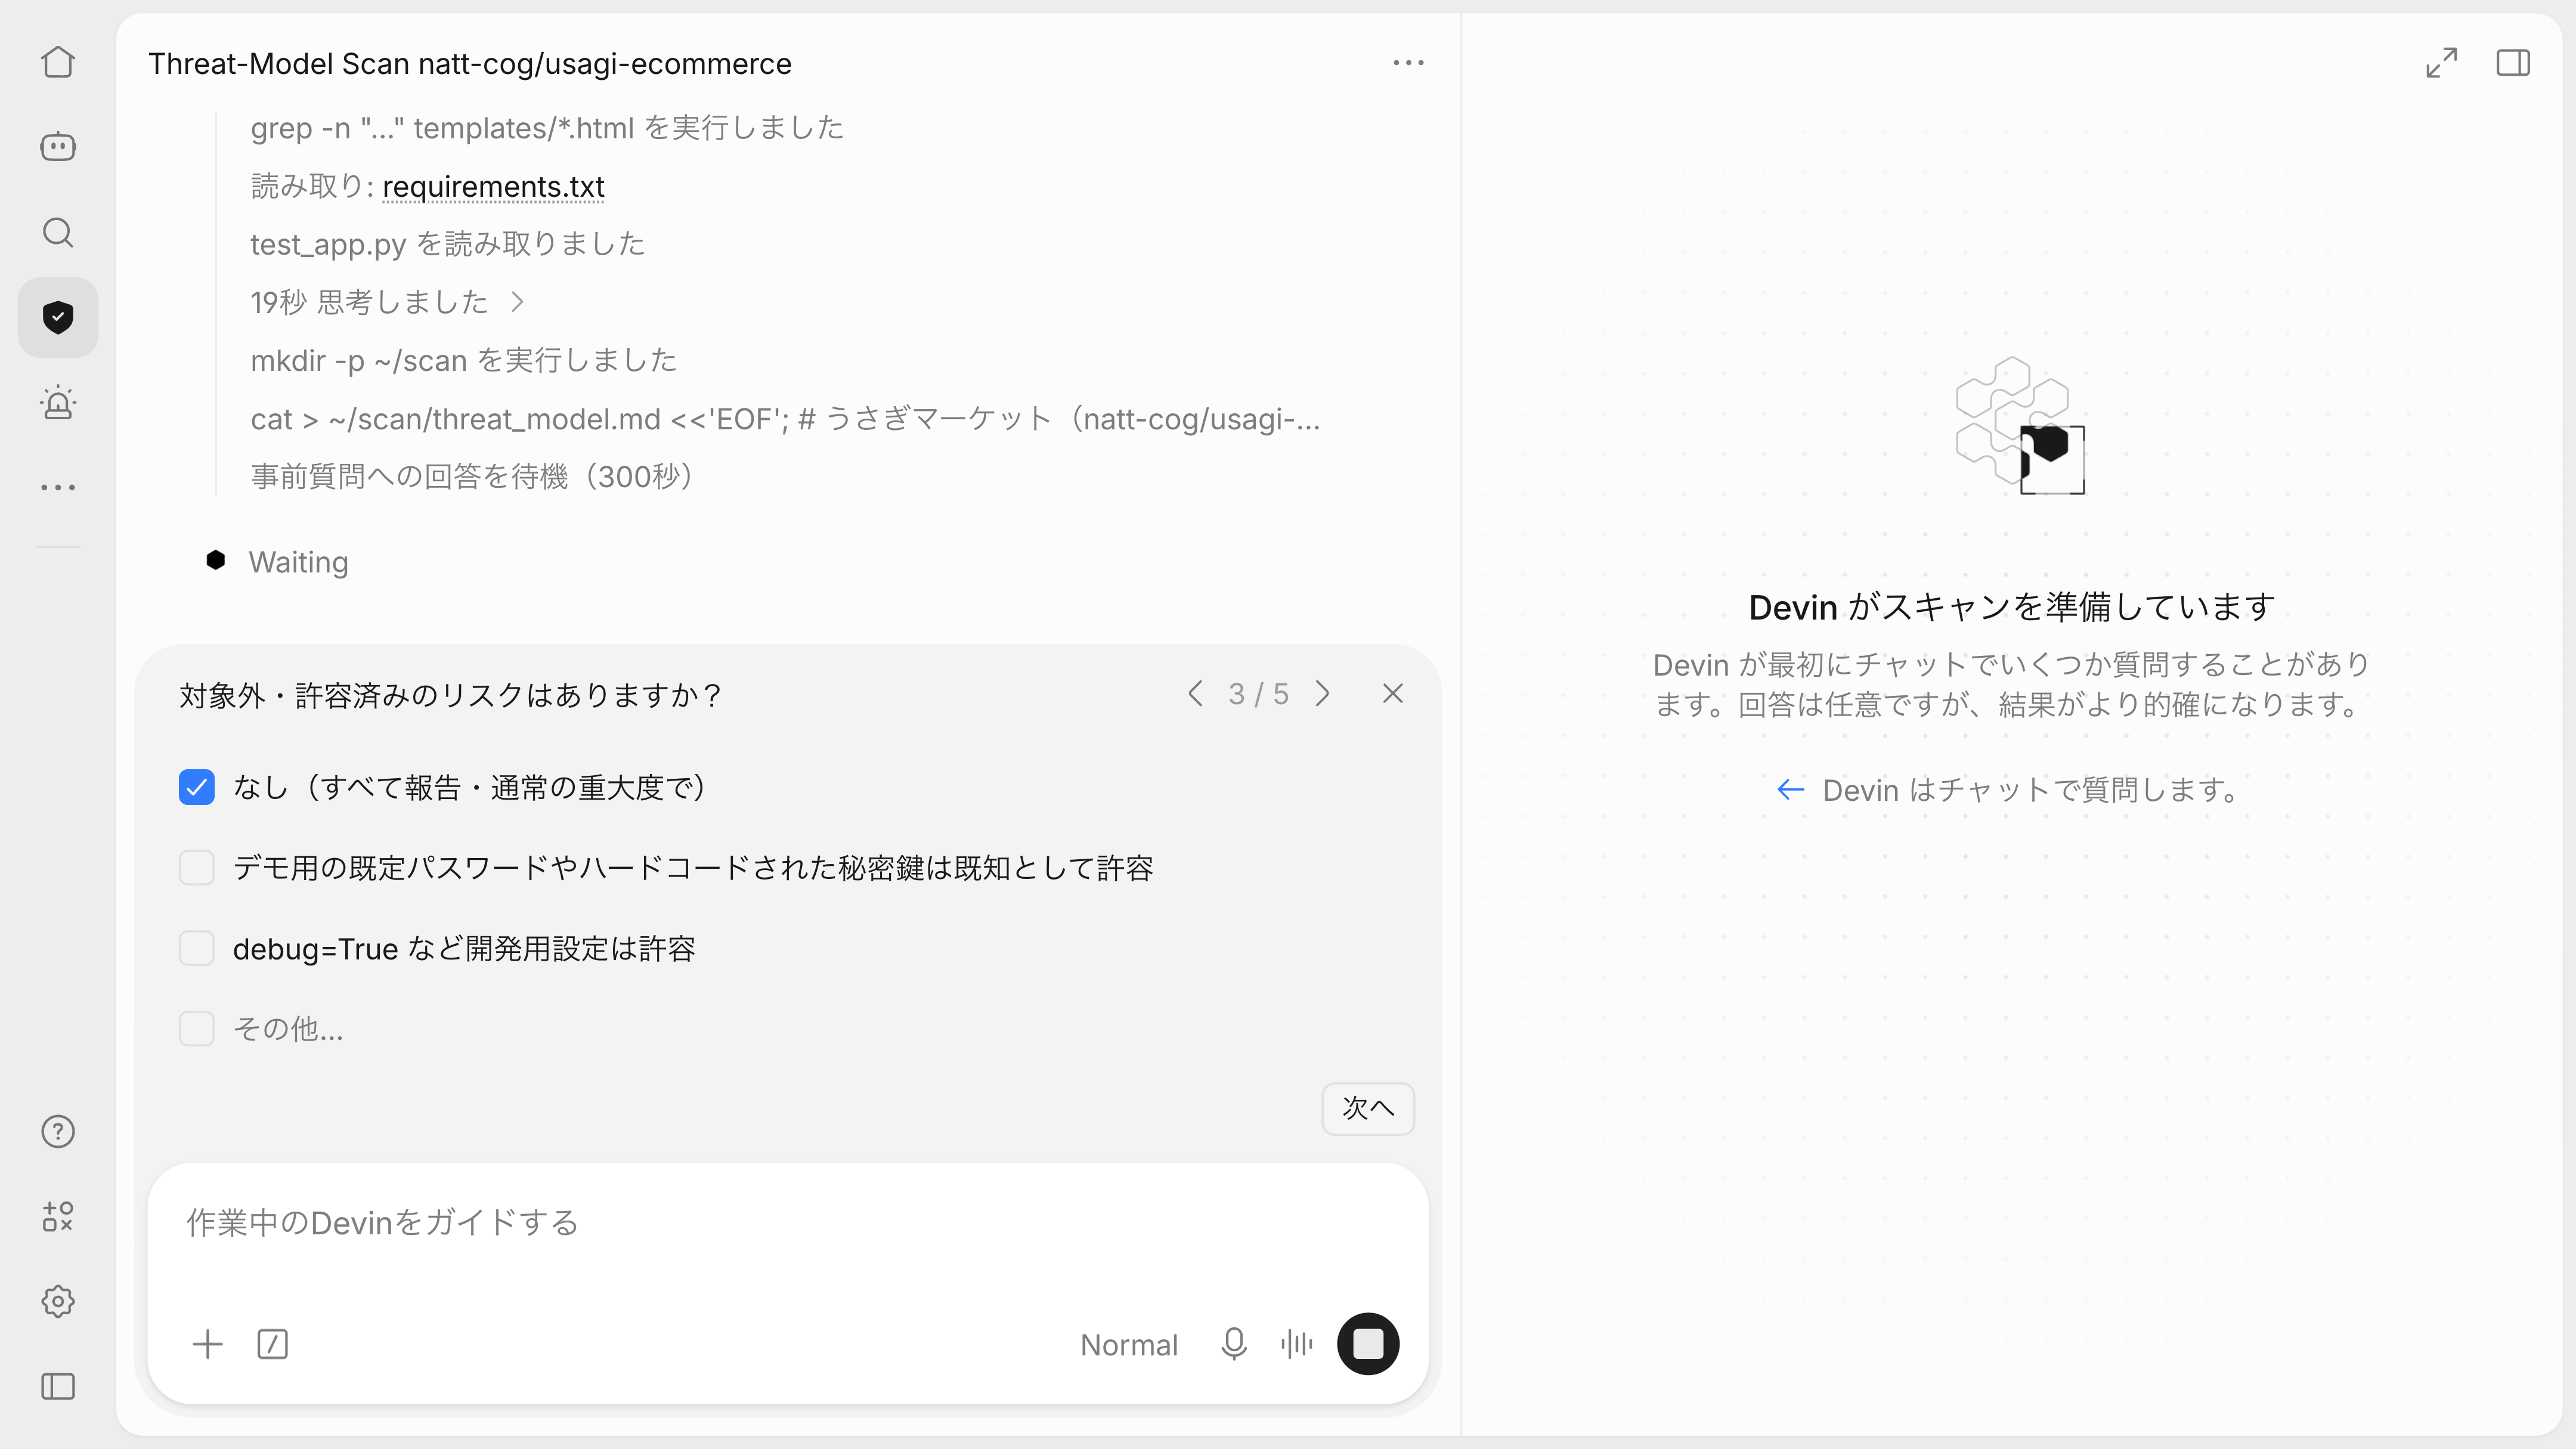 Threat-Model Scan natt-cog/usagi-ecommerce
grep -n "..." templates/*.html を実行しました
読み取り: requirements.txt
test_app.py を読み取りました
19秒 思考しました
mkdir -p ~/scan を実行しました
cat > ~/scan/threat_model.md <<'EOF'; # うさぎマーケット（natt-cog/usagi-...
事前質問への回答を待機（300秒）
Waiting
対象外・許容済みのリスクはありますか？
3 / 5
なし（すべて報告・通常の重大度で）
デモ用の既定パスワードやハードコードされた秘密鍵は既知として許容
debug=True など開発用設定は許容
その他...
次へ
作業中のDevinをガイドする
Normal
Devin がスキャンを準備しています
Devin が最初にチャットでいくつか質問することがあり
ます。回答は任意ですが、結果がより的確になります。
Devin はチャットで質問します。